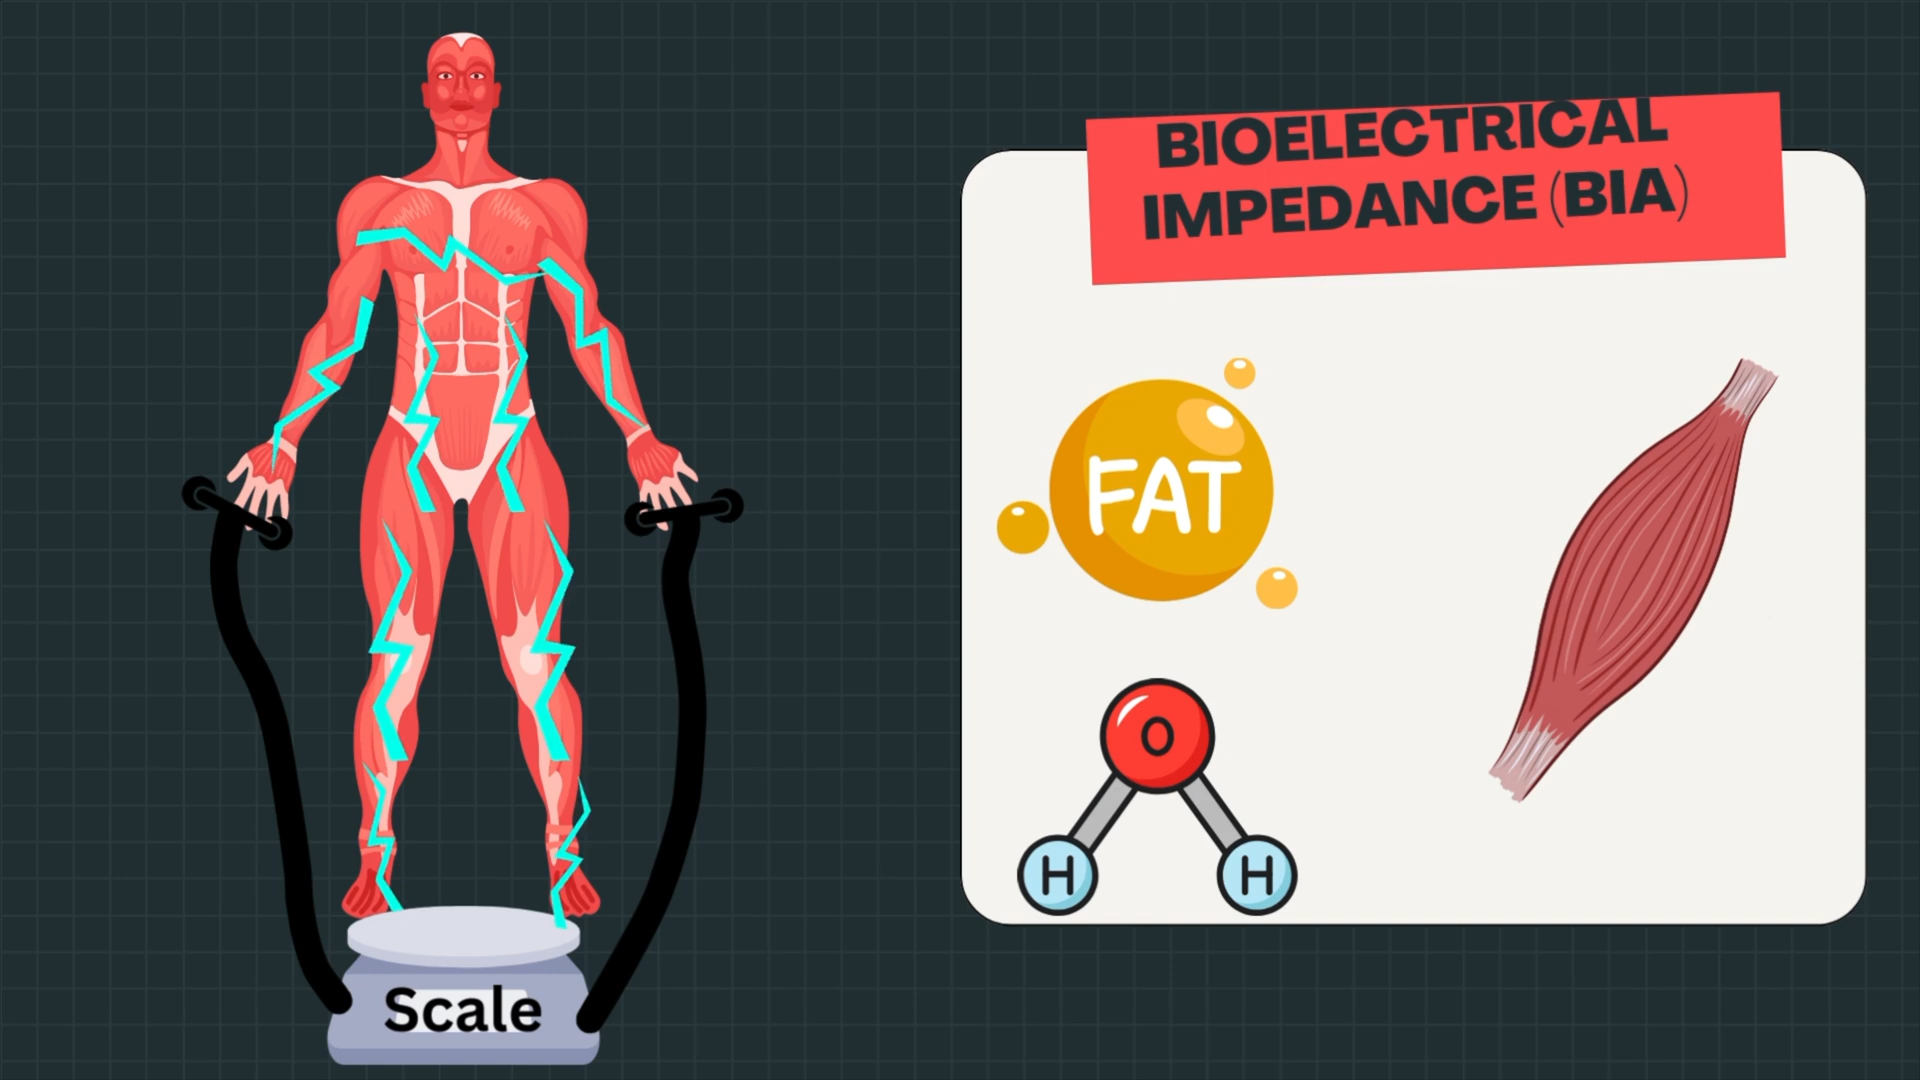 BIOELECTRICAL
IMPEDANCE (BIA)
FAT
O
H H
Scale